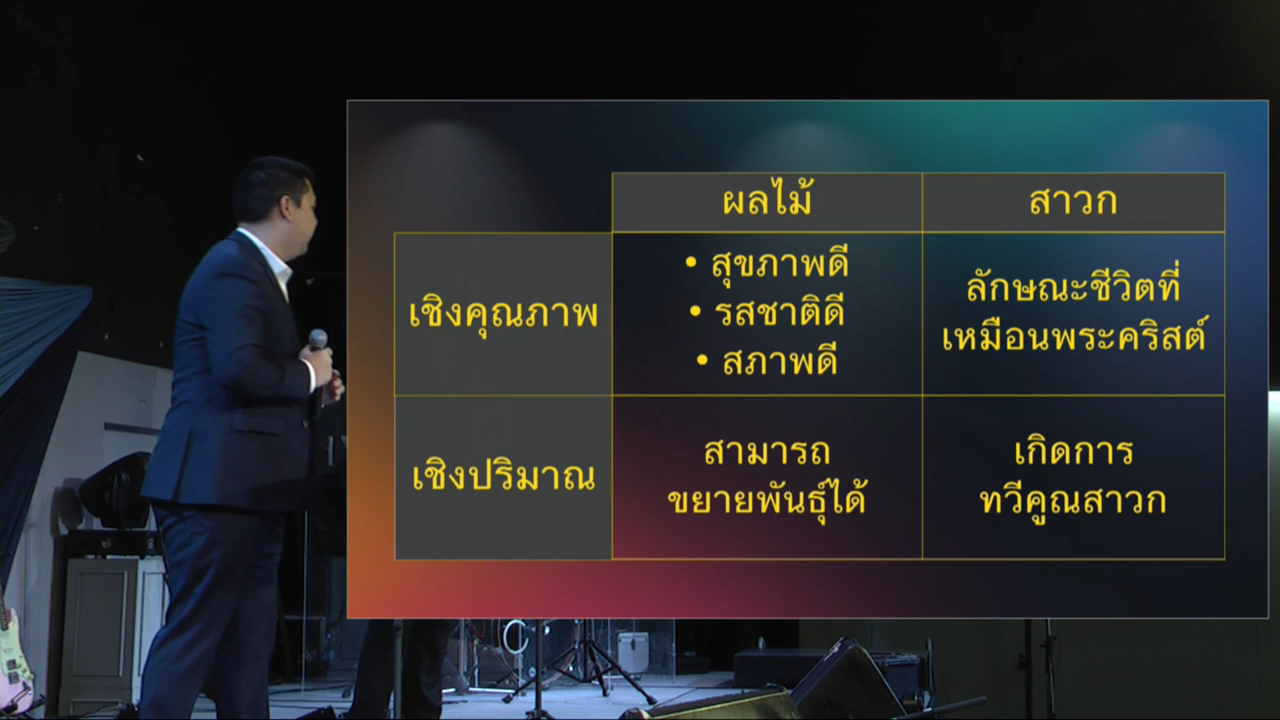 ผลไม้
สาวก
เชิงคุณภาพ
• สุขภาพดี
• รสชาติดี
• สภาพดี
ลักษณะชีวิตที่
เหมือนพระคริสต์
เชิงปริมาณ
สามารถ
ขยายพันธุ์ได้
เกิดการ
ทวีคูณสาวก